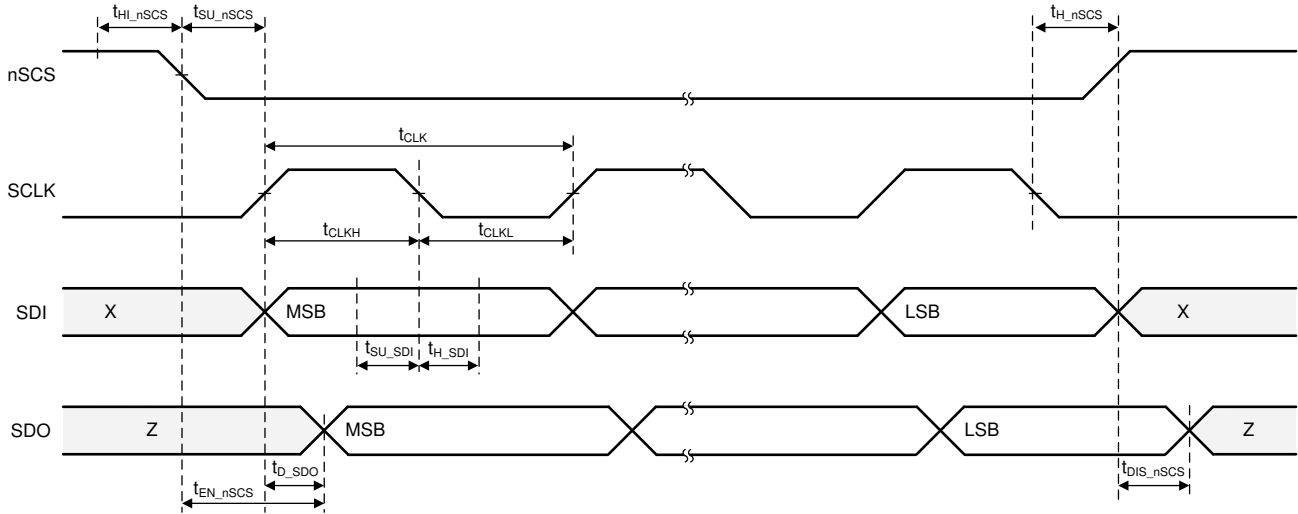 tHI_nSCS tSU_nSCS tH_nSCS
nSCS
tCLK
SCLK
tCLKH tCLKL
SDI X MSB LSB X
tSU_SDI tH_SDI
SDO Z MSB LSB Z
tD_SDO
tEN_nSCS
tDIS_nSCS